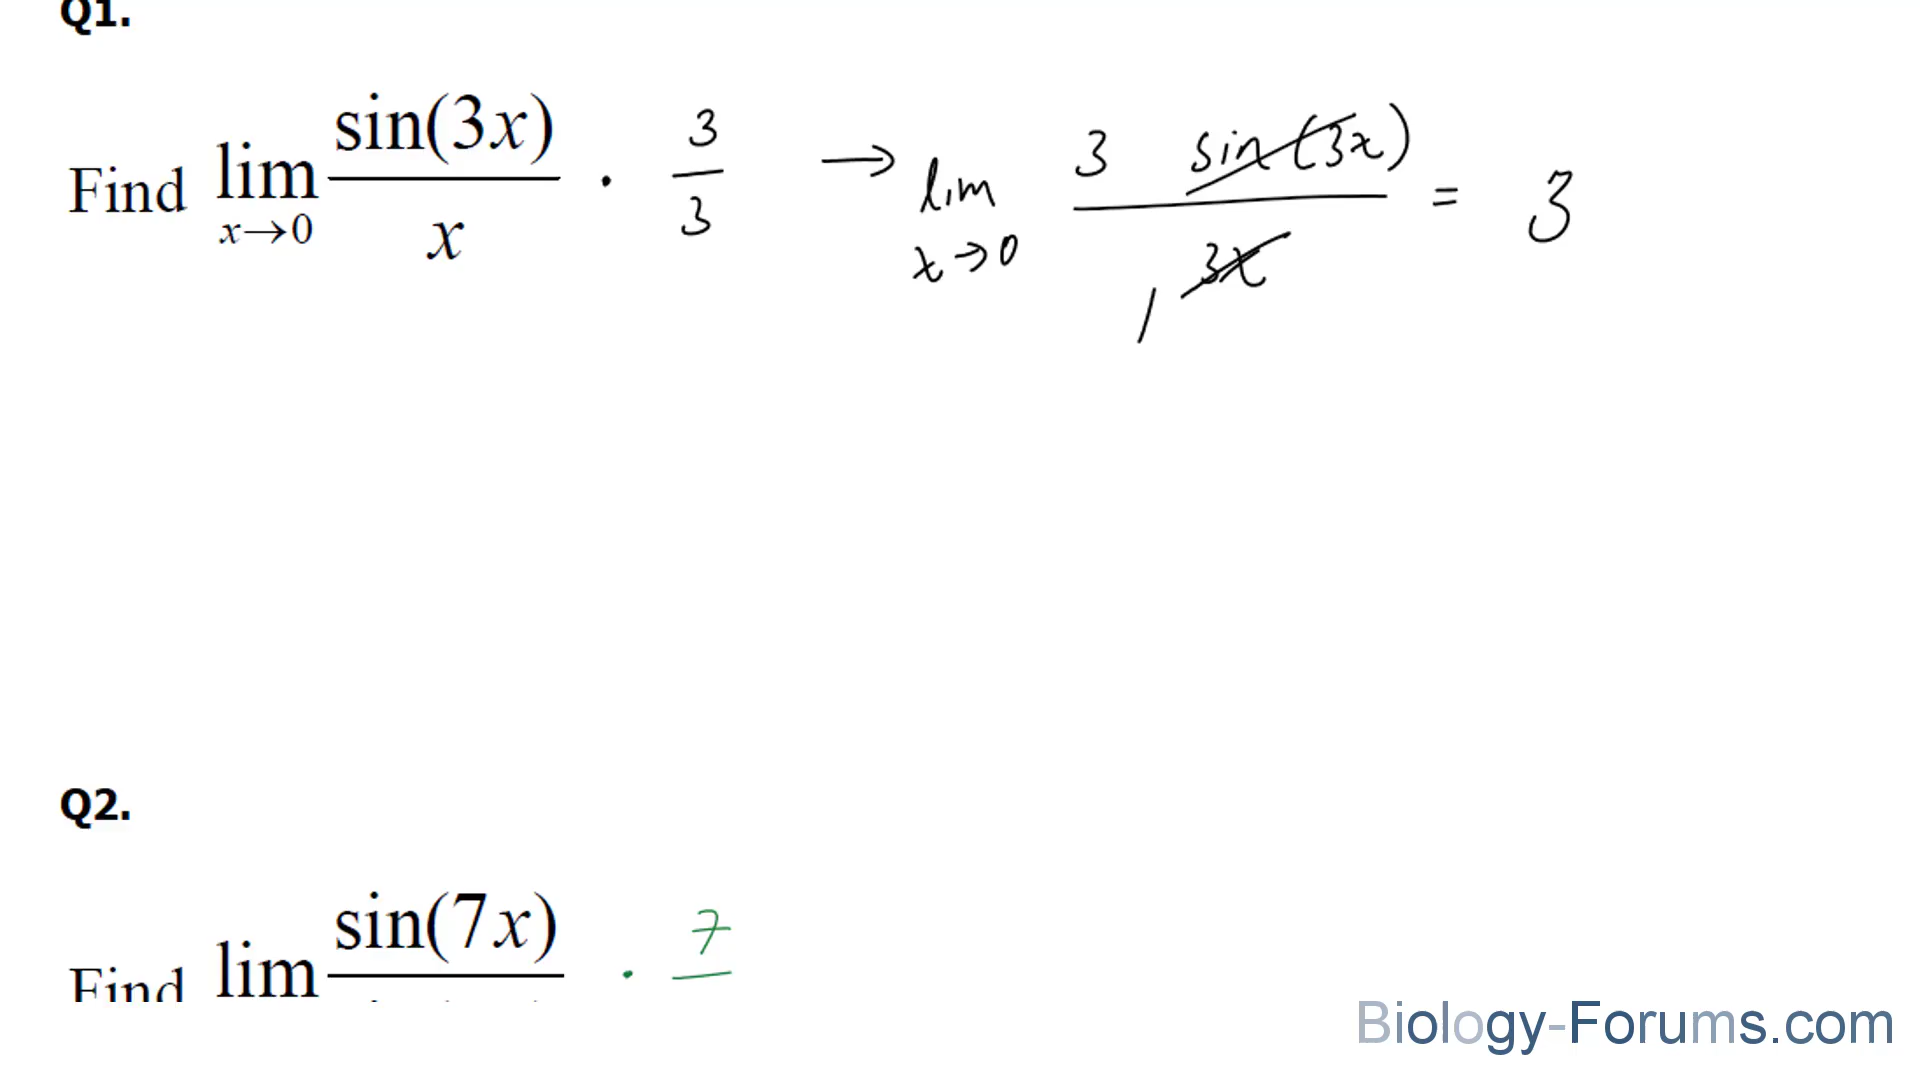 Q1.
Find lim x→0 sin(3x)/x · 3/3 → lim x→0 3 sin(3x)/1 3x = 3
Q2.
Find lim sin(7x) · 7
Biology-Forums.com